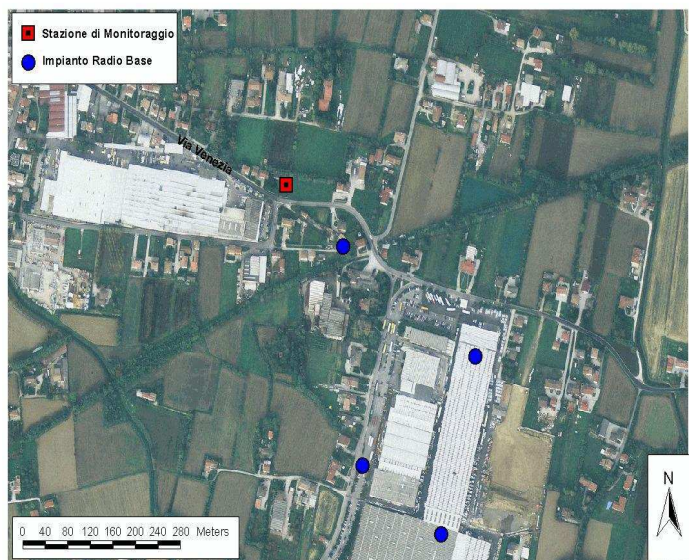 Stazione di Monitoraggio
Impianto Radio Base
Via Venezia
N
0 40 80 120 160 200 240 280 Meters